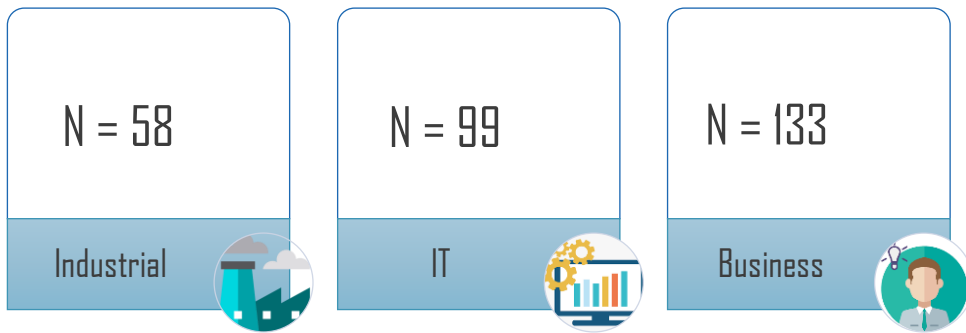 N = 58
N = 99
N = 133
Industrial
IT
Business